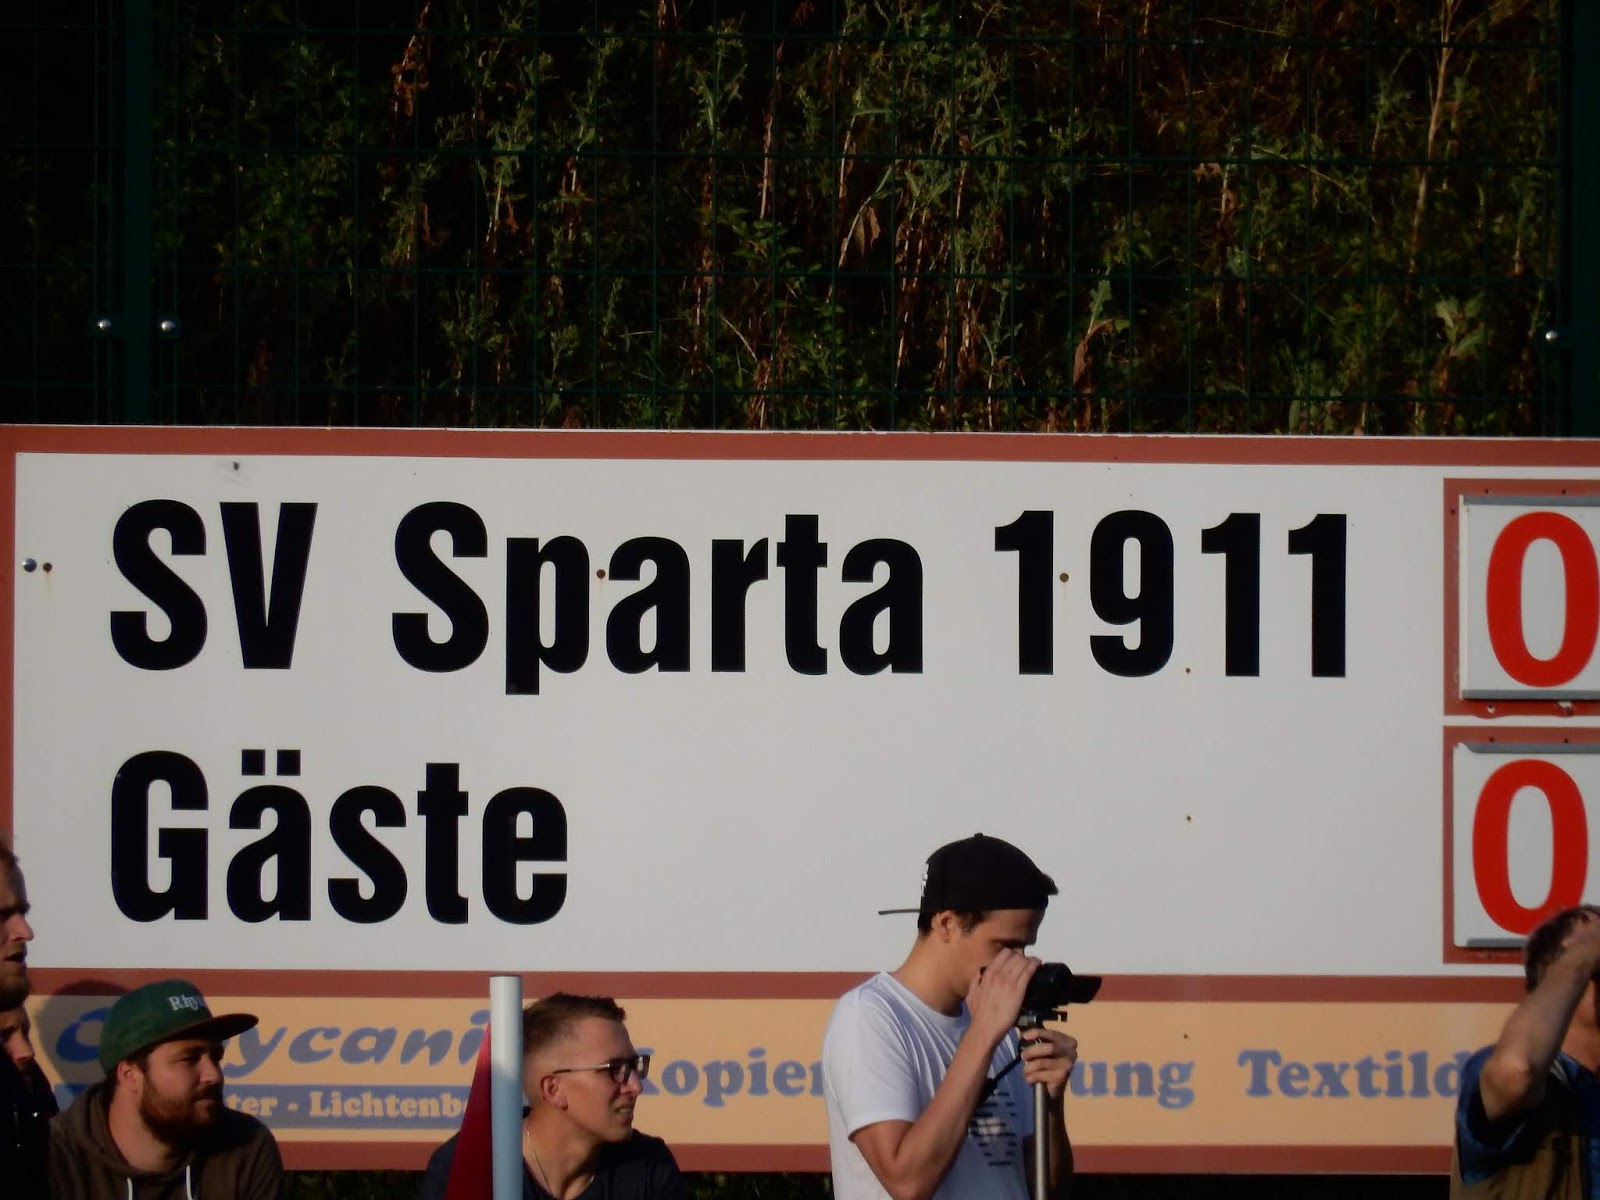 SV Sparta 1911 0
Gäste 0
Textild